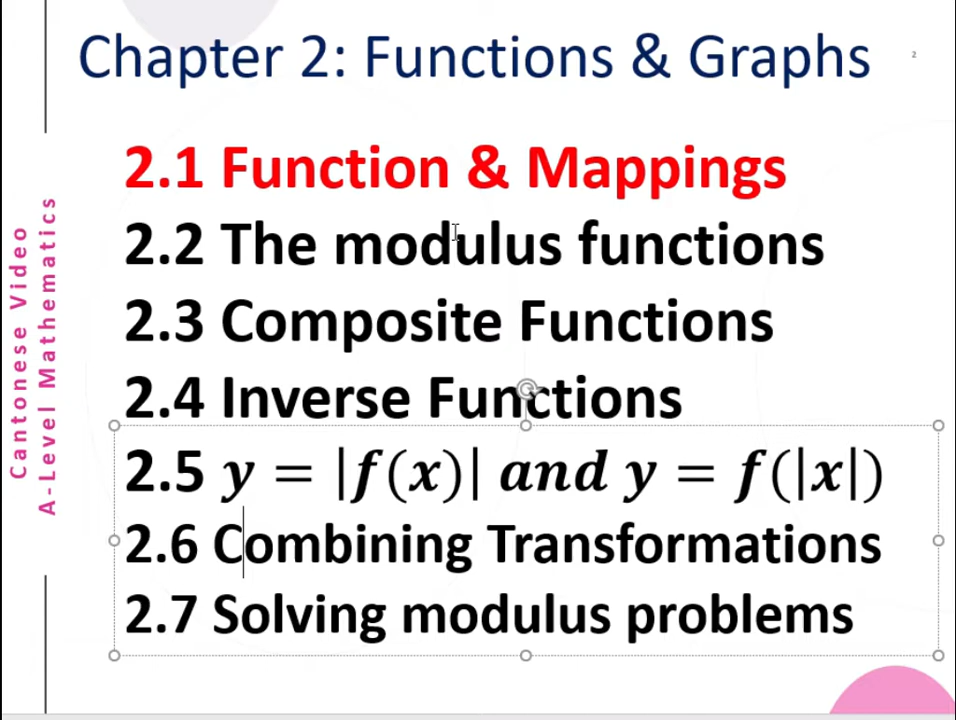 Chapter 2: Functions & Graphs
2
2.1 Function & Mappings
2.2 The modulus functions
2.3 Composite Functions
2.4 Inverse Functions
2.5 y = |f(x)| and y = f(|x|)
2.6 Combining Transformations
2.7 Solving modulus problems
Cantonese Video
A-Level Mathematics